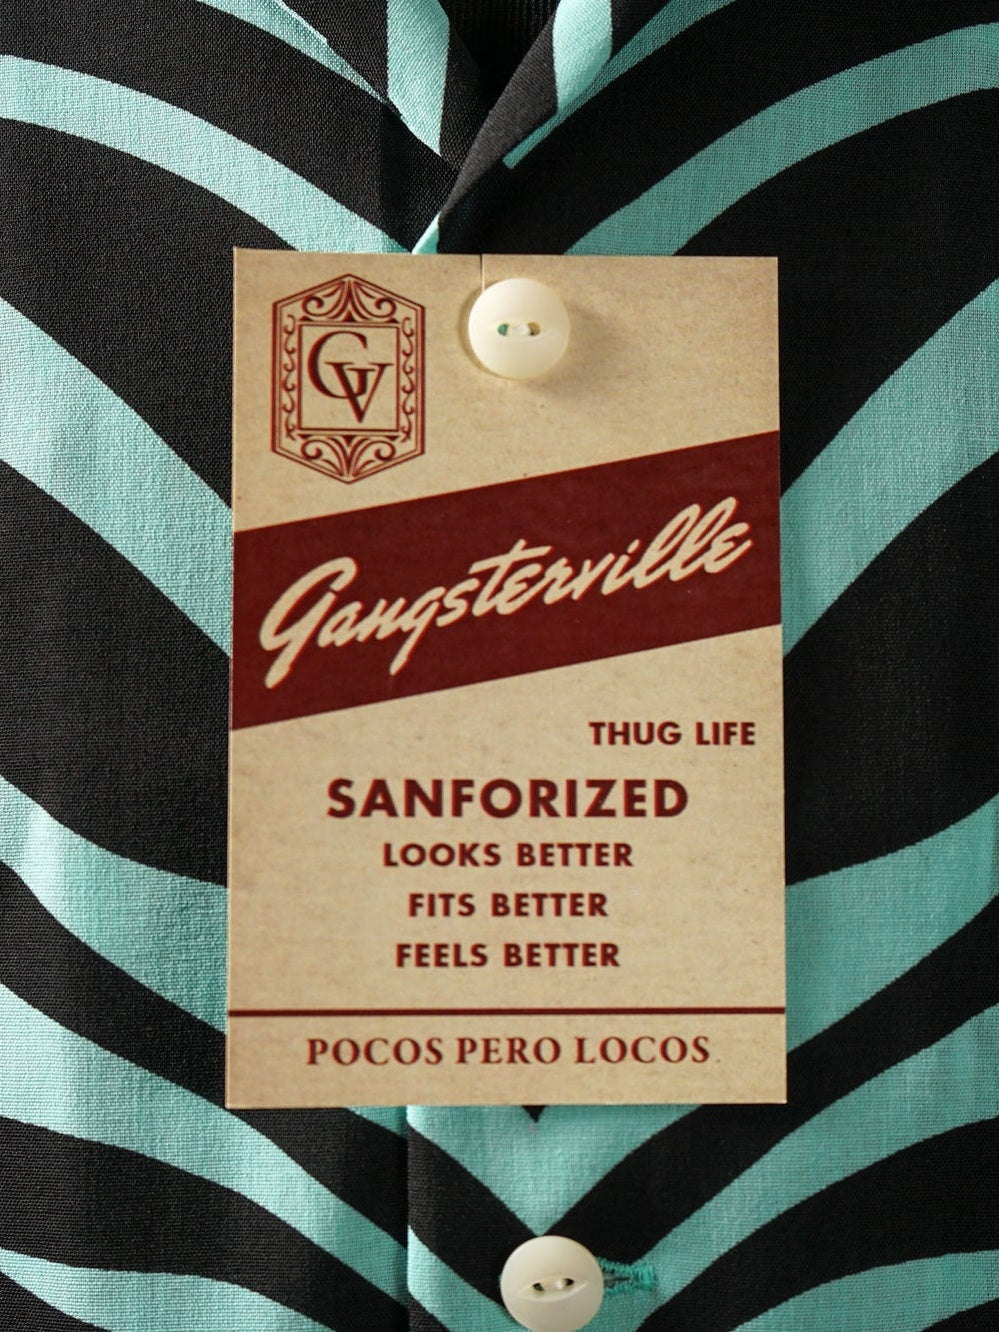 GV
Gangsterville
THUG LIFE
SANFORIZED
LOOKS BETTER
FITS BETTER
FEELS BETTER
POCOS PERO LOCOS.